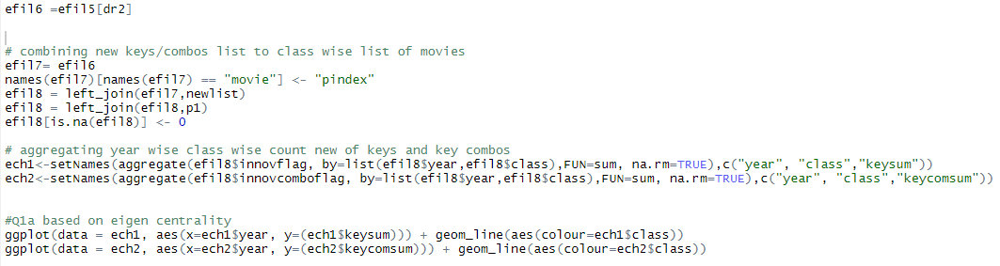 efil6 =efil5[dr2]
# combining new keys/combos list to class wise list of movies
efil7= efil6
names(efil7)[names(efil7) == "movie"] <- "pindex"
efil8 = left_join(efil7,newlist)
efil8 = left_join(efil8,p1)
efil8[is.na(efil8)] <- 0
# aggregating year wise class wise count new of keys and key combos
ech1<-setNames(aggregate(efil8$innovflag, by=list(efil8$year,efil8$class),FUN=sum, na.rm=TRUE),c("year", "class","keysum"))
ech2<-setNames(aggregate(efil8$innovcomboflag, by=list(efil8$year,efil8$class),FUN=sum, na.rm=TRUE),c("year", "class","keycomsum"))
#Q1a based on eigen centrality
ggplot(data = ech1, aes(x=ech1$year, y=(ech1$keysum))) + geom_line(aes(colour=ech1$class))
ggplot(data = ech2, aes(x=ech2$year, y=(ech2$keycomsum))) + geom_line(aes(colour=ech2$class))